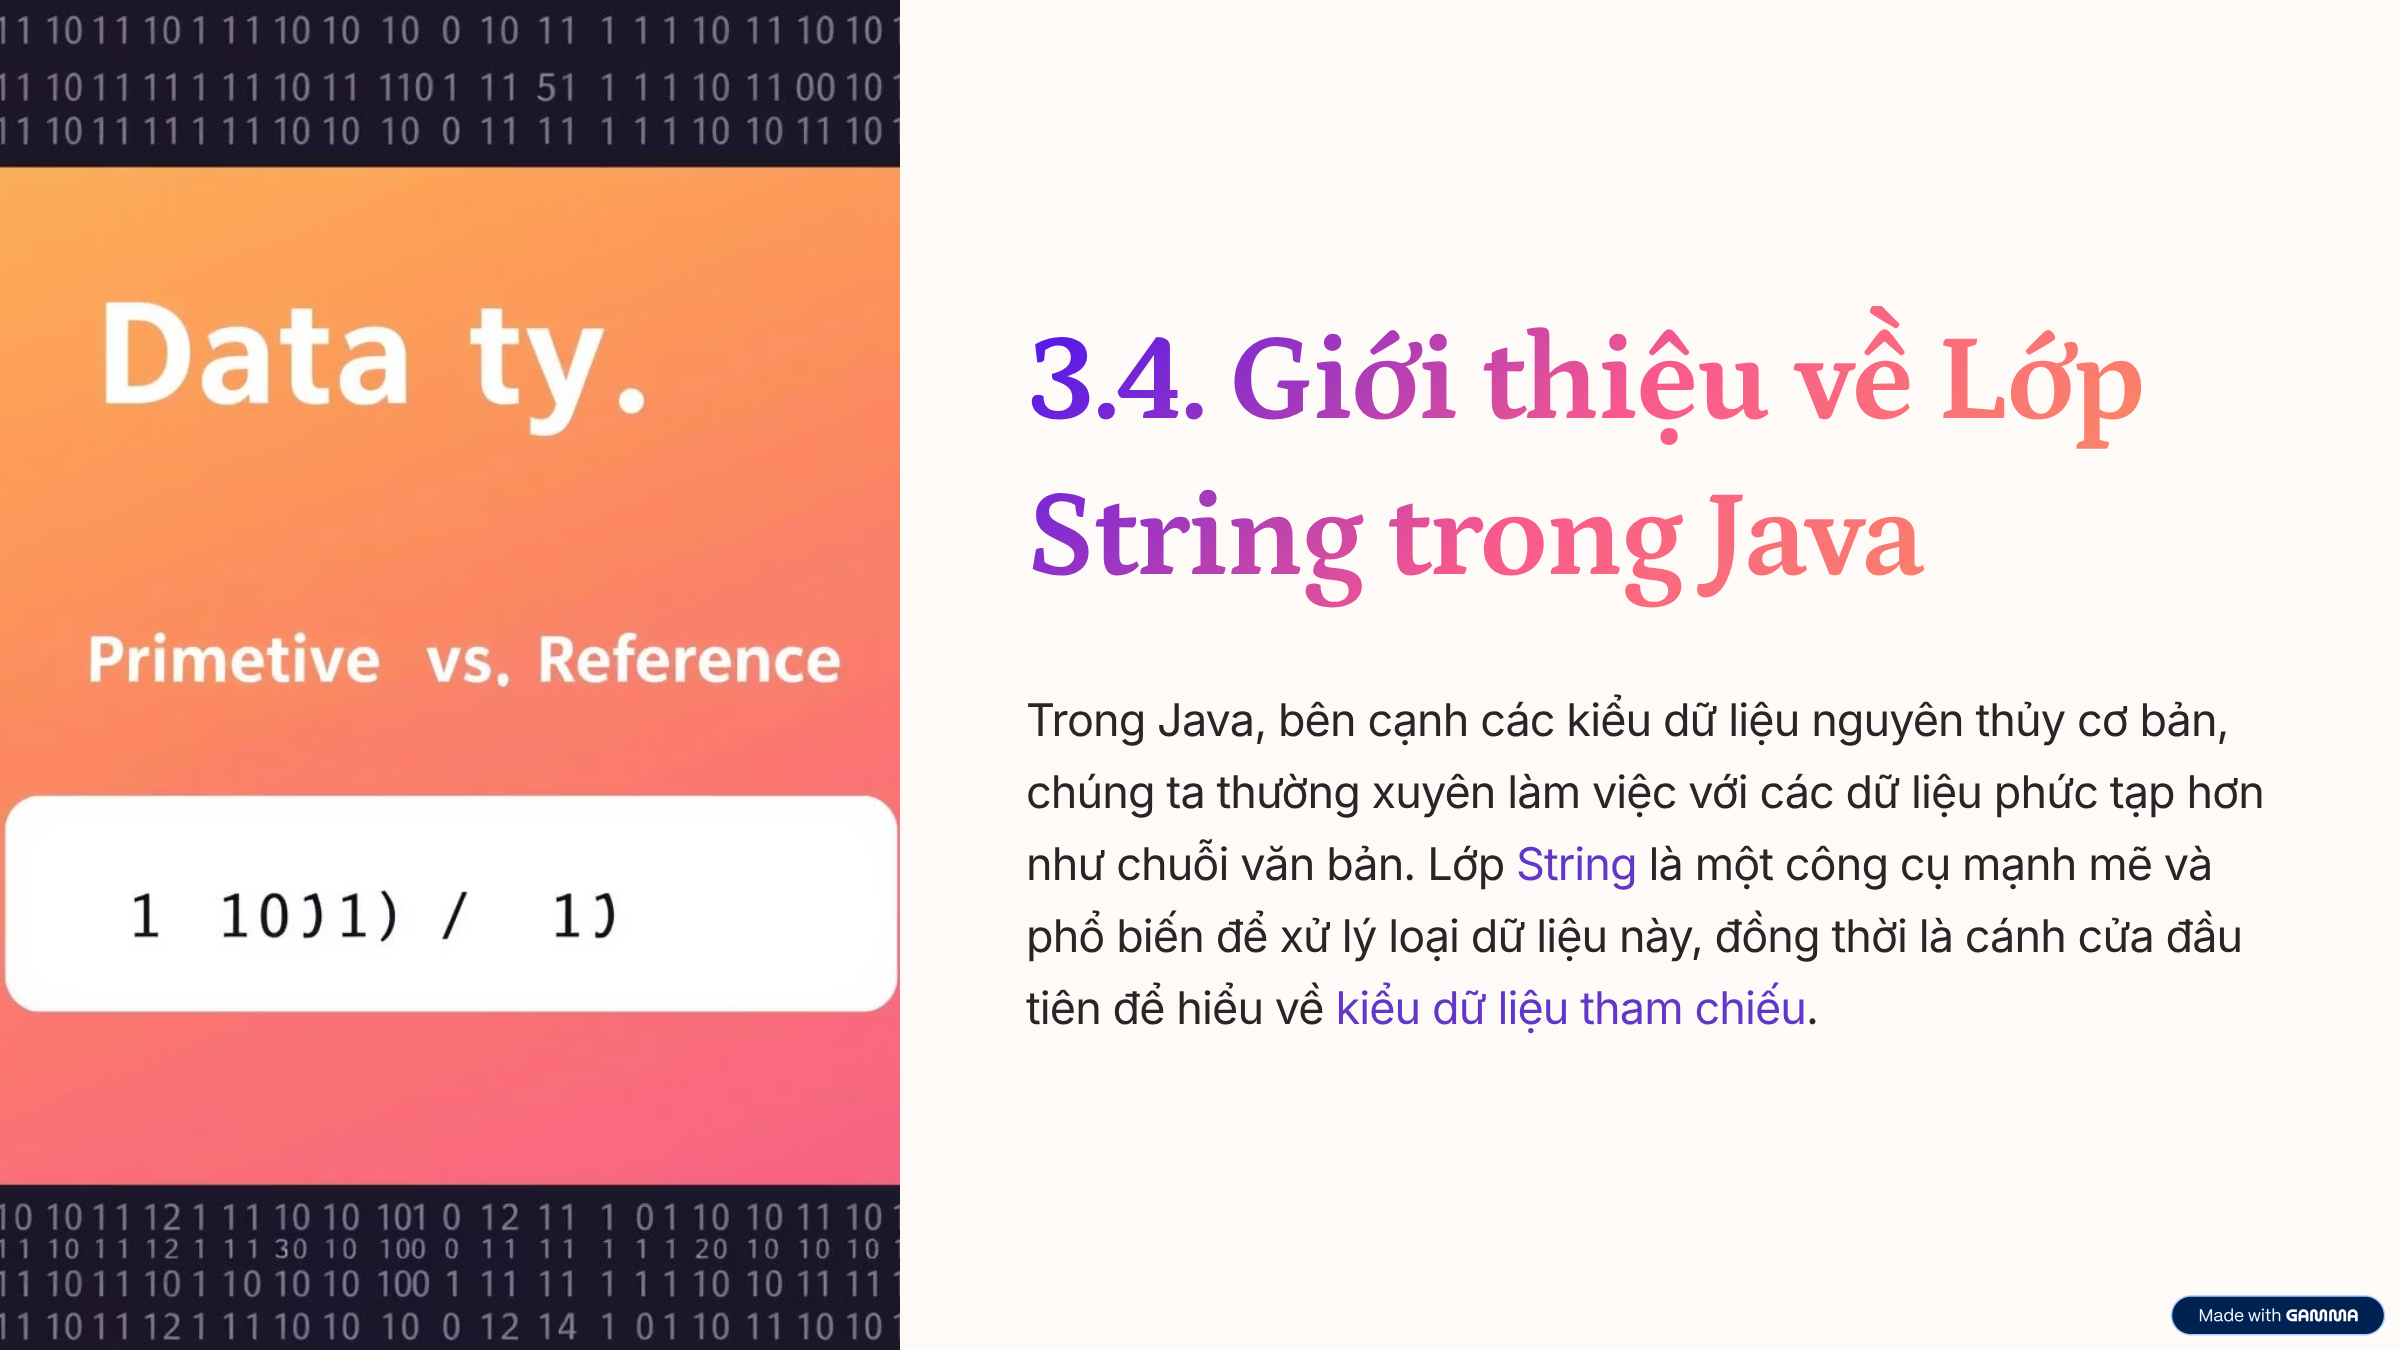 11 10 11 10 1 11 10 10 10 0 10 11 1 1 1 10 11 10 10
11 10 11 11 1 11 10 11 110 1 11 51 1 1 1 10 11 00 10
11 10 11 11 1 11 10 10 10 0 11 11 1 1 1 10 10 11 10
Data ty.
Primetive vs. Reference
3.4. Giới thiệu về Lớp
String trong Java
Trong Java, bên cạnh các kiểu dữ liệu nguyên thủy cơ bản,
chúng ta thường xuyên làm việc với các dữ liệu phức tạp hơn
như chuỗi văn bản. Lớp String là một công cụ mạnh mẽ và
phổ biến để xử lý loại dữ liệu này, đồng thời là cánh cửa đầu
tiên để hiểu về kiểu dữ liệu tham chiếu.
10 10 11 12 1 11 10 10 101 0 12 11 1 0 1 10 10 11 10
11 10 11 12 1 11 30 10 100 0 11 11 1 1 1 20 10 10 10
11 10 11 10 1 10 10 10 100 1 11 11 1 1 1 10 10 11 11
11 10 11 12 1 11 10 10 10 0 12 14 1 0 1 10 11 10 10
Made with GAMMA